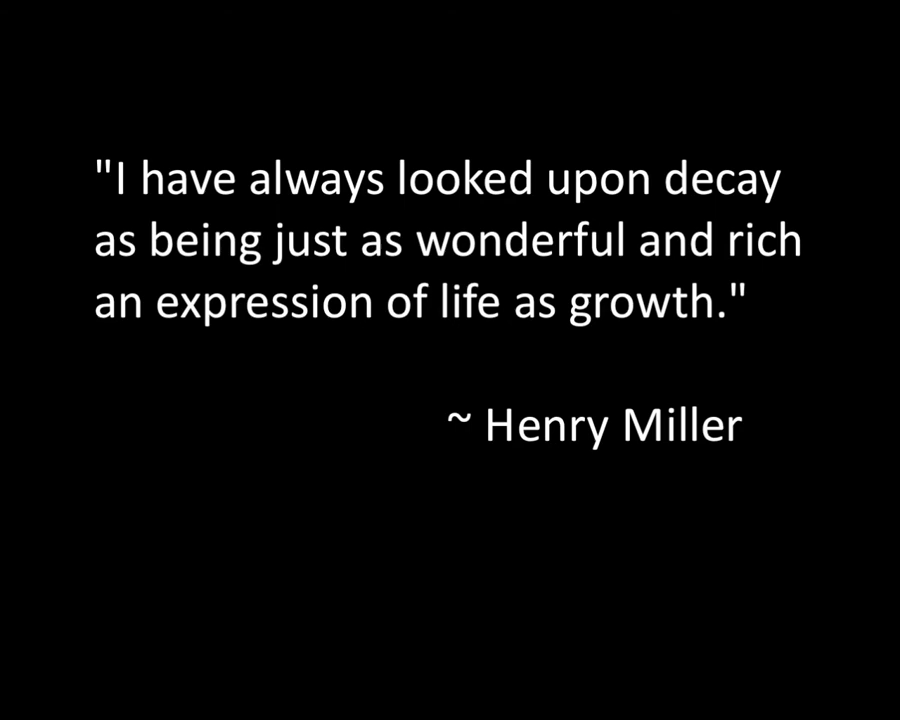 "I have always looked upon decay
as being just as wonderful and rich
an expression of life as growth."
~ Henry Miller